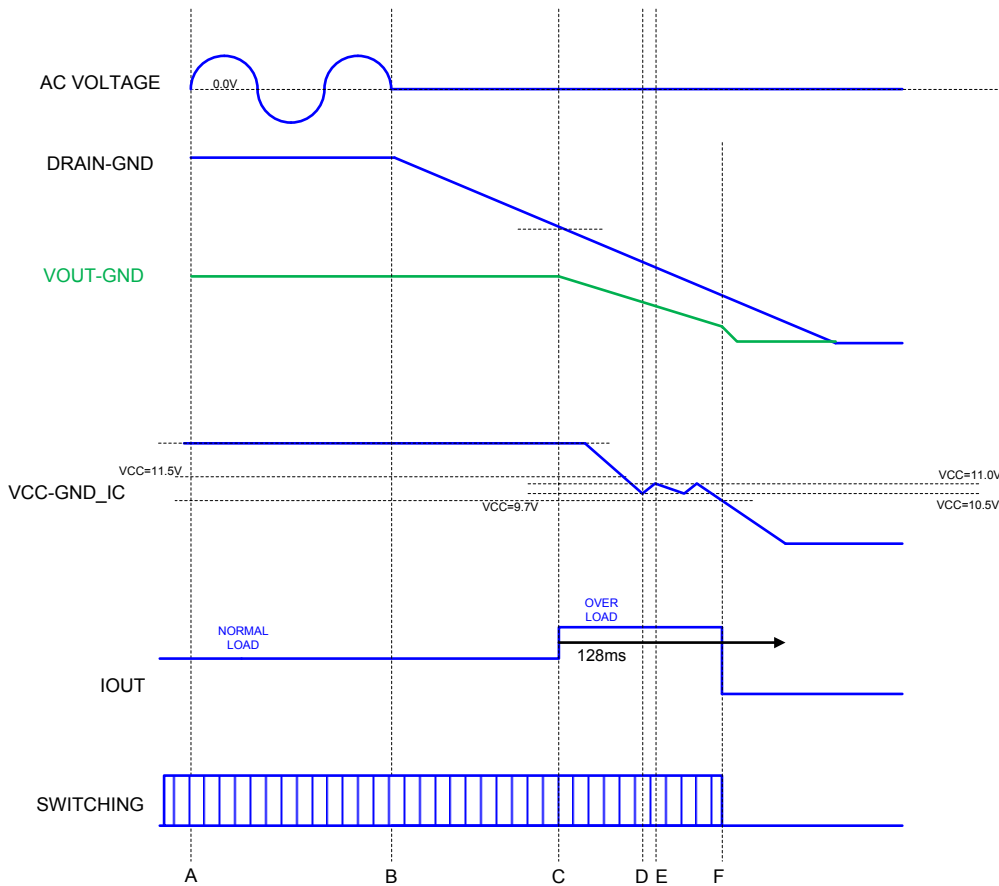 AC VOLTAGE
0.0V
DRAIN-GND
VOUT-GND
VCC=11.5V
VCC=11.0V
VCC-GND_IC
VCC=9.7V
VCC=10.5V
OVER
LOAD
NORMAL
LOAD
128ms
IOUT
SWITCHING
A B C D E F